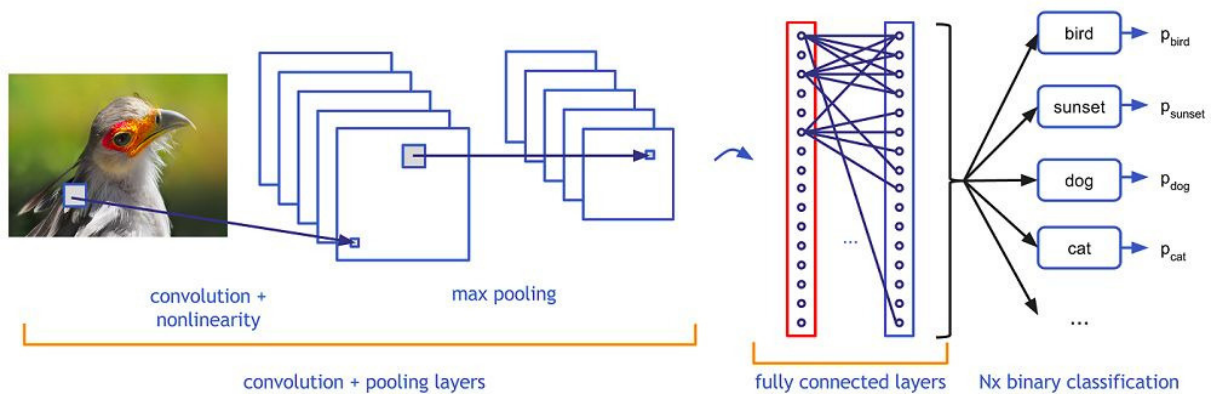 bird
p_bird
sunset
p_sunset
dog
p_dog
cat
p_cat
...
...
convolution +
nonlinearity
max pooling
convolution + pooling layers
fully connected layers
Nx binary classification